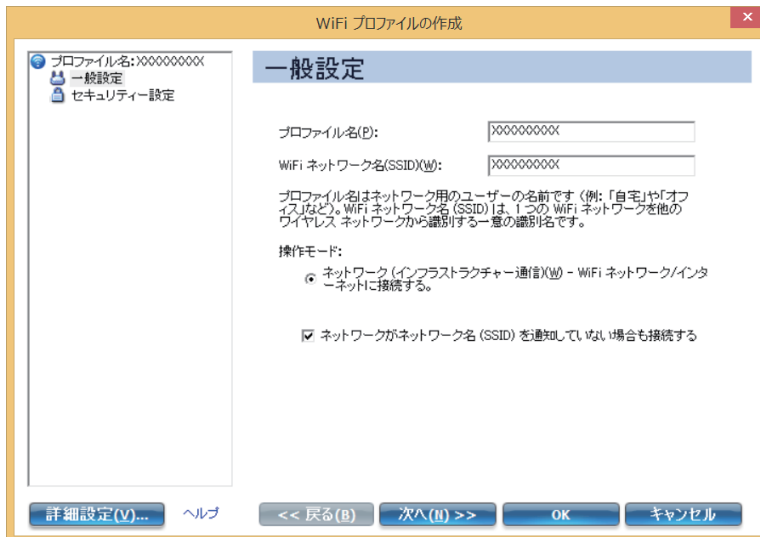 WiFi プロファイルの作成
プロファイル名:XXXXXXXXX
一般設定
セキュリティー設定
一般設定
プロファイル名(P): XXXXXXXXX
WiFi ネットワーク名(SSID)(W): XXXXXXXXX
プロファイル名はネットワーク用のユーザーの名前です (例: 「自宅」や「オフ
ィス」など)。WiFi ネットワーク名 (SSID) は、1 つの WiFi ネットワークを他の
ワイヤレス ネットワークから識別する一意の識別名です。
操作モード:
ネットワーク (インフラストラクチャー通信)(W) - WiFi ネットワーク/インタ
ーネットに接続する。
ネットワークがネットワーク名 (SSID) を通知していない場合も接続する
詳細設定(V)... ヘルプ << 戻る(B) 次へ(N) >> OK キャンセル